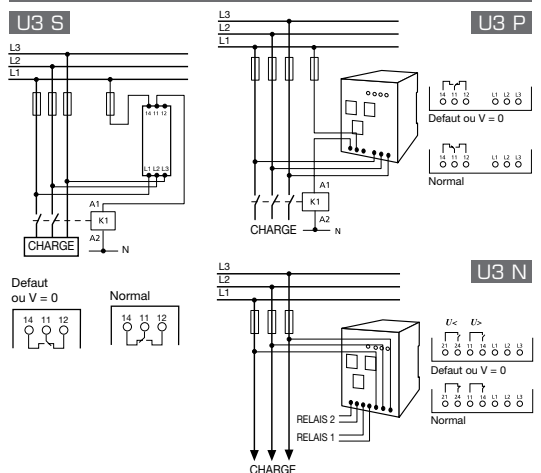 U3 S
L3
L2
L1
14 11 12
L1 L2 L3
A1
K1
A2
N
CHARGE
Defaut
ou V = 0
14 11 12
Normal
14 11 12
U3 P
L3
L2
L1
A1
K1
A2
N
CHARGE
14 11 12 L1 L2 L3
Defaut ou V = 0
14 11 12 L1 L2 L3
Normal
U3 N
L3
L2
L1
RELAIS 2
RELAIS 1
CHARGE
U< U>
21 24 11 14 L1 L2 L3
Defaut ou V = 0
21 24 11 14 L1 L2 L3
Normal